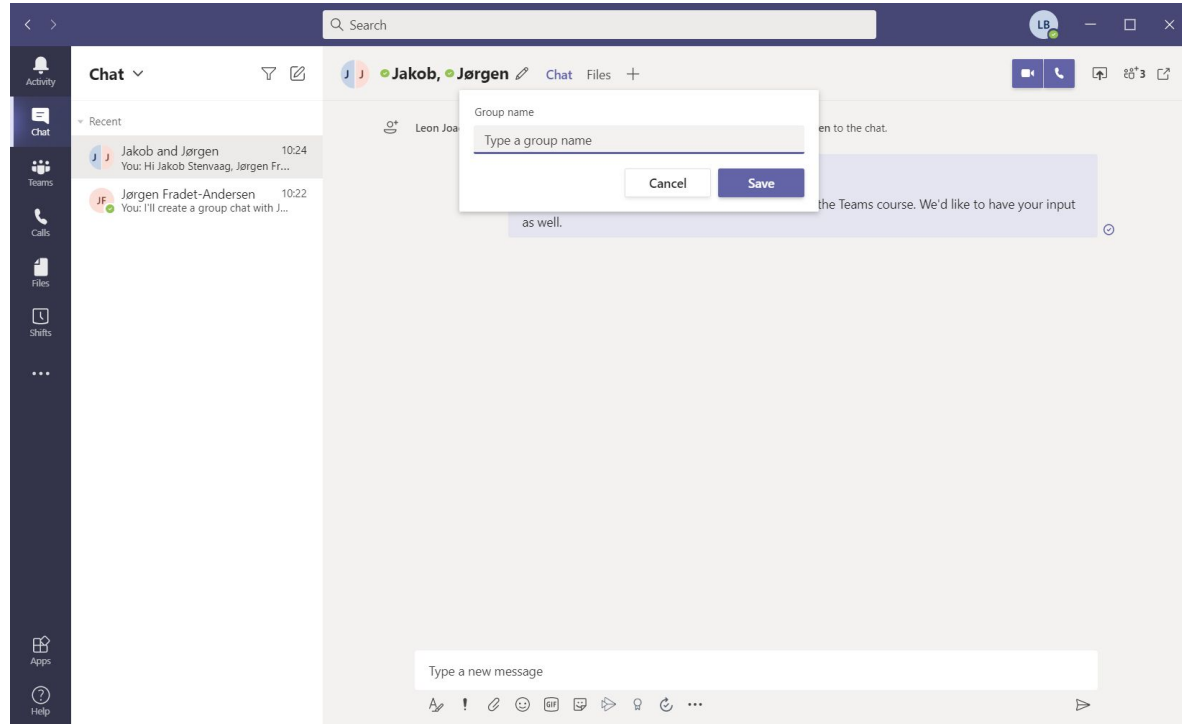 Search
LB
Activity
Chat
Teams
Calls
Files
Shifts
Apps
Help
Chat
Recent
J J Jakob and Jørgen 10:24
You: Hi Jakob Stenvaag, Jørgen Fr...
JF Jørgen Fradet-Andersen 10:22
You: I'll create a group chat with J...
J J Jakob, Jørgen Chat Files 3
Group name
Type a group name
Cancel Save
Leon Joa en to the chat.
the Teams course. We'd like to have your input
as well.
Type a new message
GIF